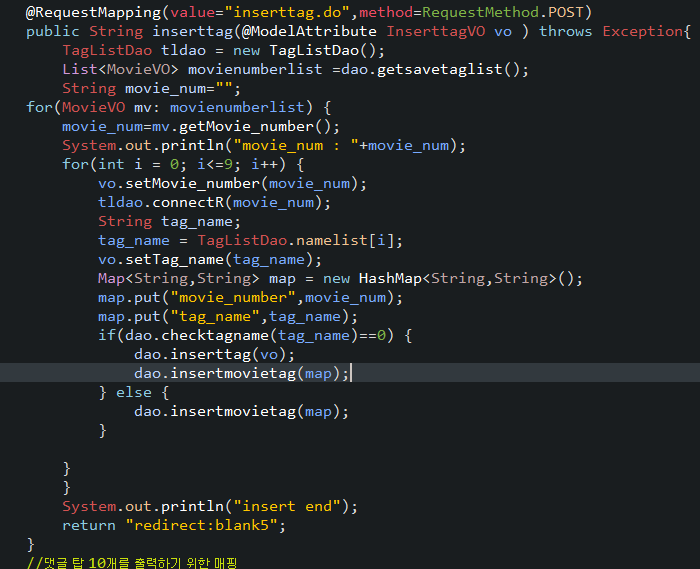 @RequestMapping(value="inserttag.do",method=RequestMethod.POST)
public String inserttag(@ModelAttribute InserttagVO vo ) throws Exception{
TagListDao tldao = new TagListDao();
List<MovieVO> movienumberlist =dao.getsavetaglist();
String movie_num="";
for(MovieVO mv: movienumberlist) {
movie_num=mv.getMovie_number();
System.out.println("movie_num : "+movie_num);
for(int i = 0; i<=9; i++) {
vo.setMovie_number(movie_num);
tldao.connectR(movie_num);
String tag_name;
tag_name = TagListDao.namelist[i];
vo.setTag_name(tag_name);
Map<String,String> map = new HashMap<String,String>();
map.put("movie_number",movie_num);
map.put("tag_name",tag_name);
if(dao.checktagname(tag_name)==0) {
dao.inserttag(vo);
dao.insertmovietag(map);
} else {
dao.insertmovietag(map);
}
}
}
System.out.println("insert end");
return "redirect:blank5";
}
//댓글 탑 10개를 출력하기 위한 매핑